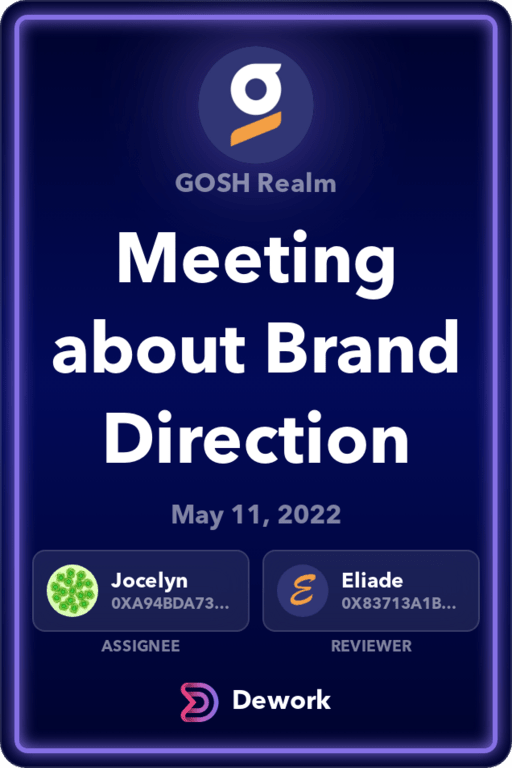 GOSH Realm
Meeting
about Brand
Direction
May 11, 2022
Jocelyn
0XA94BDA73...
ASSIGNEE
Eliade
0X83713A1B...
REVIEWER
Dework